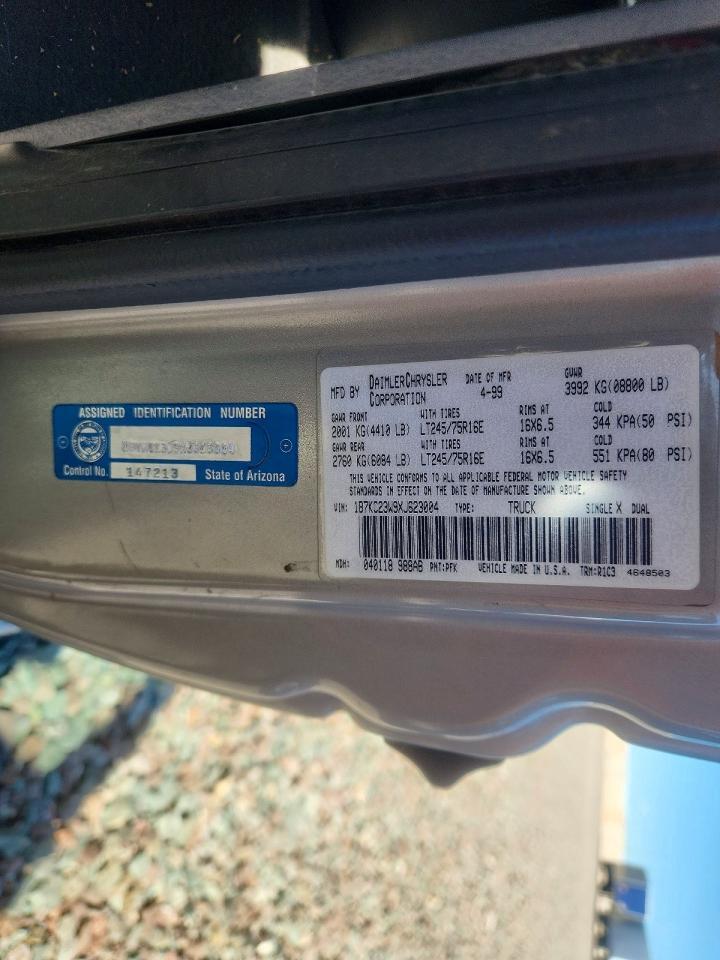 ASSIGNED IDENTIFICATION NUMBER
Control No. 147213 State of Arizona
MFD BY DAIMLERCHRYSLER CORPORATION DATE OF MFR 4-99 GVWR 3992 KG(08800 LB)
GAWR FRONT WITH TIRES RIMS AT COLD
2001 KG(4410 LB) LT245/75R16E 16X6.5 344 KPA(50 PSI)
GAWR REAR WITH TIRES RIMS AT COLD
2760 KG(6084 LB) LT245/75R16E 16X6.5 551 KPA(80 PSI)
THIS VEHICLE CONFORMS TO ALL APPLICABLE FEDERAL MOTOR VEHICLE SAFETY
STANDARDS IN EFFECT ON THE DATE OF MANUFACTURE SHOWN ABOVE.
VIN: 1B7KC23W9XJ623004 TYPE: TRUCK SINGLE X DUAL
MDH: 040118 988AB PNT:PFK VEHICLE MADE IN U.S.A. TRM:R1C3 4648503